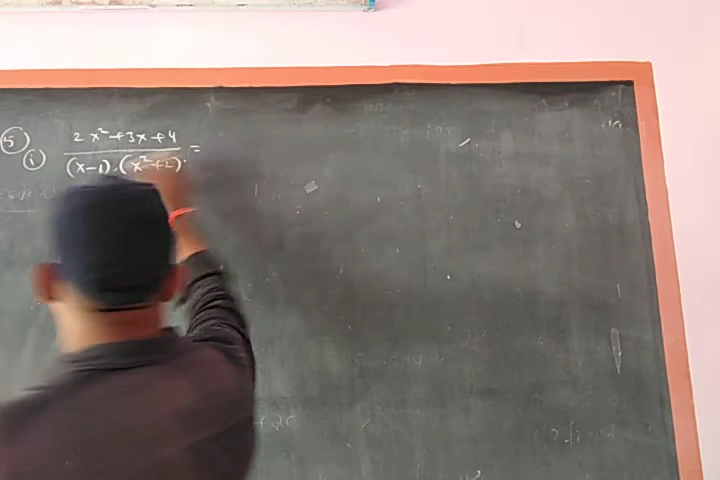 5)
i) 2x²+3x+4 / (x-1).(x²+2) =